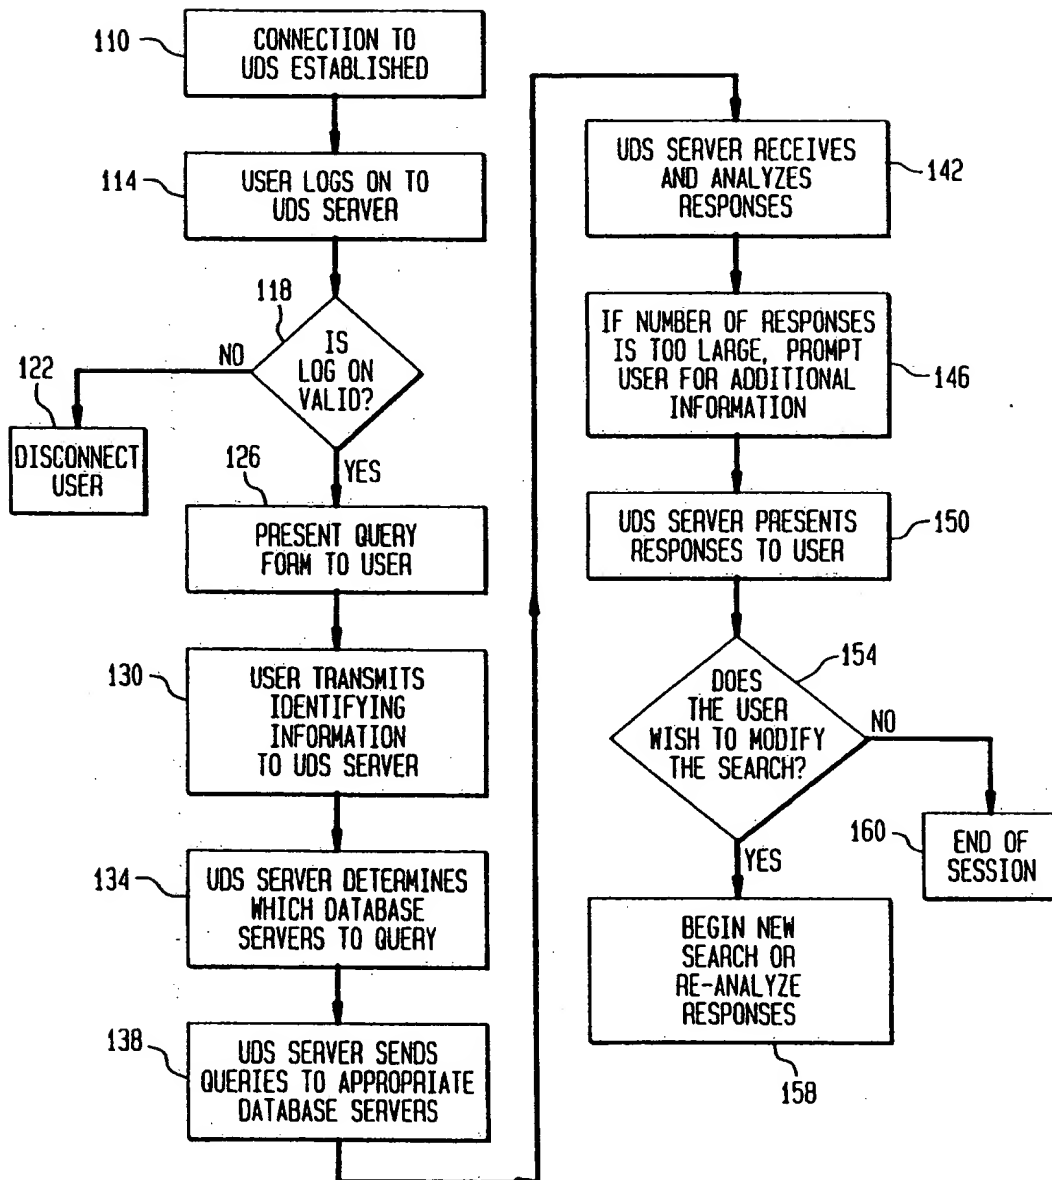 110
CONNECTION TO
UDS ESTABLISHED
114
USER LOGS ON TO
UDS SERVER
118
IS
LOG ON
VALID?
NO
122
DISCONNECT
USER
YES
126
PRESENT QUERY
FORM TO USER
130
USER TRANSMITS
IDENTIFYING
INFORMATION
TO UDS SERVER
134
UDS SERVER DETERMINES
WHICH DATABASE
SERVERS TO QUERY
138
UDS SERVER SENDS
QUERIES TO APPROPRIATE
DATABASE SERVERS
UDS SERVER RECEIVES
AND ANALYZES
RESPONSES
142
IF NUMBER OF RESPONSES
IS TOO LARGE, PROMPT
USER FOR ADDITIONAL
INFORMATION
146
UDS SERVER PRESENTS
RESPONSES TO USER
150
154
DOES
THE USER
WISH TO MODIFY
THE SEARCH?
NO
160
END OF
SESSION
YES
BEGIN NEW
SEARCH OR
RE-ANALYZE
RESPONSES
158